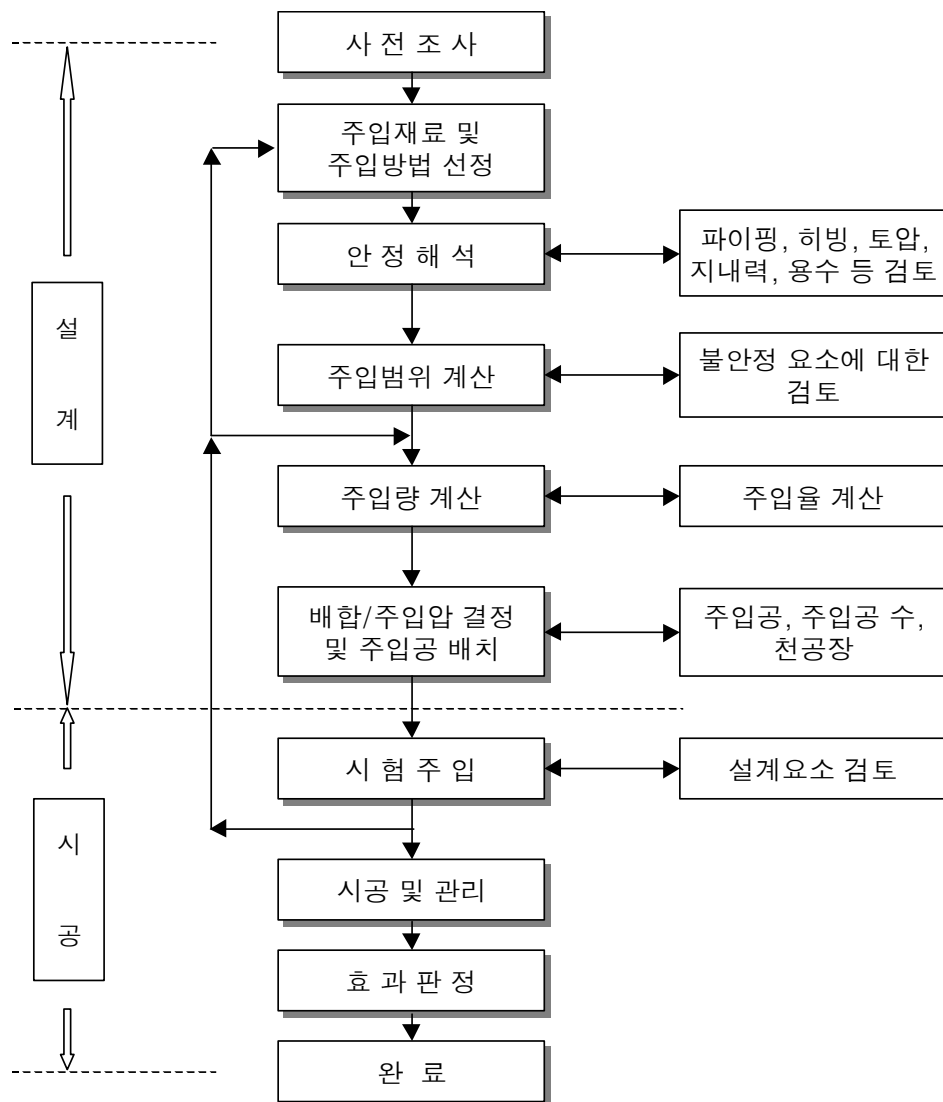 사 전 조 사
주입재료 및
주입방법 선정
안 정 해 석
파이핑, 히빙, 토압,
지내력, 용수 등 검토
설
계
주입범위 계산
불안정 요소에 대한
검토
주입량 계산
주입율 계산
배합/주입압 결정
및 주입공 배치
주입공, 주입공 수,
천공장
시 험 주 입
설계요소 검토
시
공
시공 및 관리
효 과 판 정
완 료